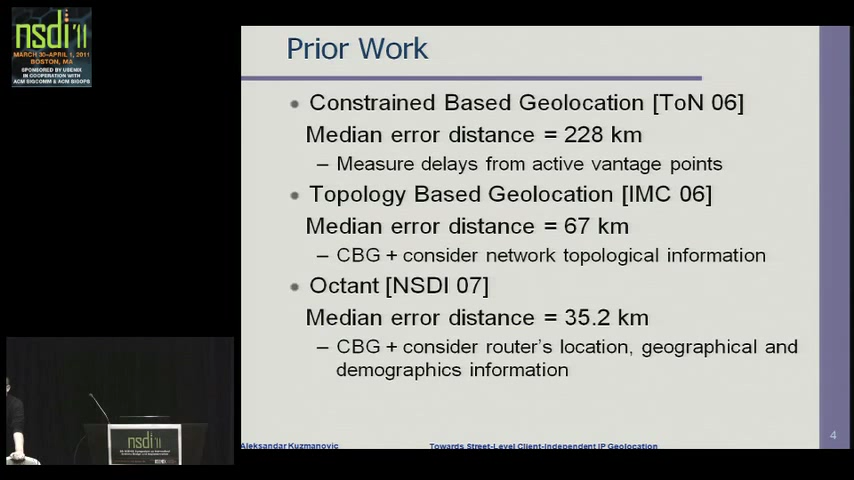 nsdi'11
MARCH 30–APRIL 1, 2011
BOSTON, MA
SPONSORED BY USENIX
IN COOPERATION WITH
ACM SIGCOMM & ACM SIGOPS
Prior Work
Constrained Based Geolocation [ToN 06]
Median error distance = 228 km
– Measure delays from active vantage points
Topology Based Geolocation [IMC 06]
Median error distance = 67 km
– CBG + consider network topological information
Octant [NSDI 07]
Median error distance = 35.2 km
– CBG + consider router's location, geographical and
demographics information
4
Aleksandar Kuzmanovic
Towards Street-Level Client-Independent IP Geolocation
nsdi'11